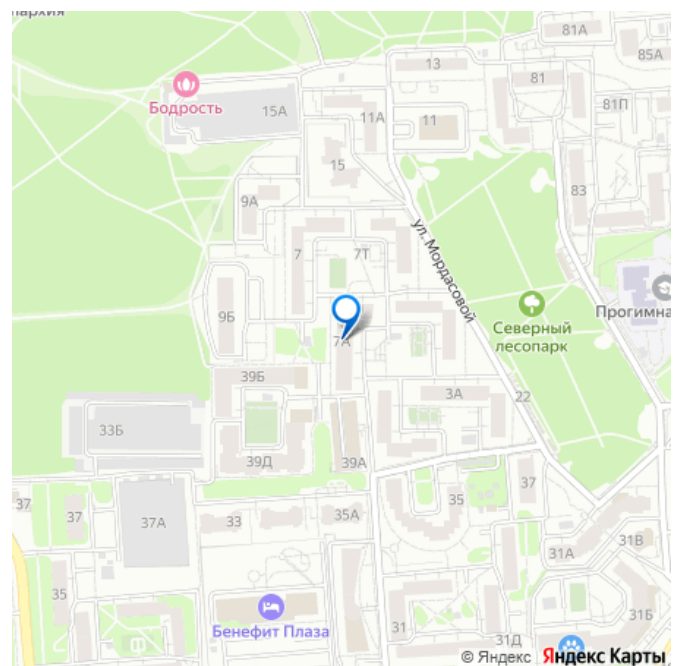 пархия
81А
85А
13
81
Бодрость
15А
81П
11А
11
15
83
9А
ул. Мордасовой
7
7Т
Прогимна
Северный
лесопарк
9Б
7А
39Б
3А
22
33Б
39Д
39А
37
37
37
35
37А
33
35А
31В
31А
35
31Б
Бенефит Плаза
31
31Д
© Яндекс Яндекс Карты